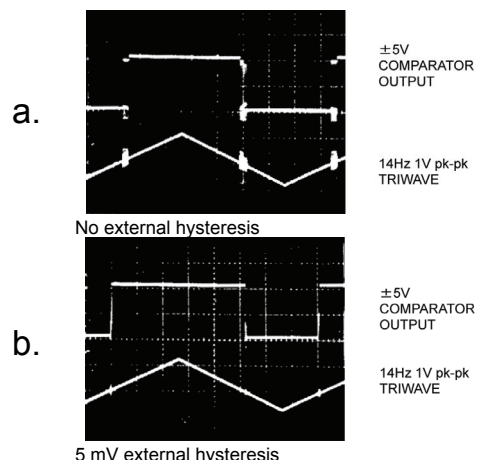 a.
±5V
COMPARATOR
OUTPUT
14Hz 1V pk-pk
TRIWAVE
No external hysteresis
b.
±5V
COMPARATOR
OUTPUT
14Hz 1V pk-pk
TRIWAVE
5 mV external hysteresis